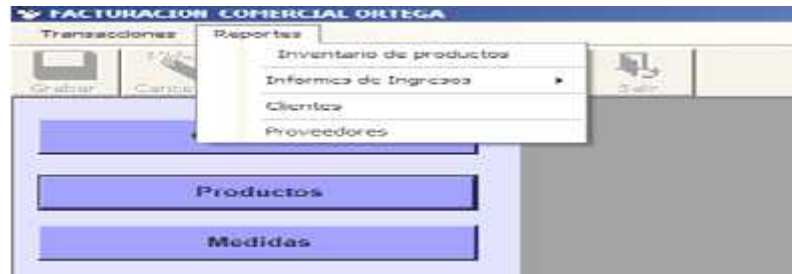 FACTURACION COMERCIAL ORTEGA
Transacciones Reportes
Inventario de productos
Informes de Ingresos
Grabar Salir
Clientes
Proveedores
Productos
Medidas